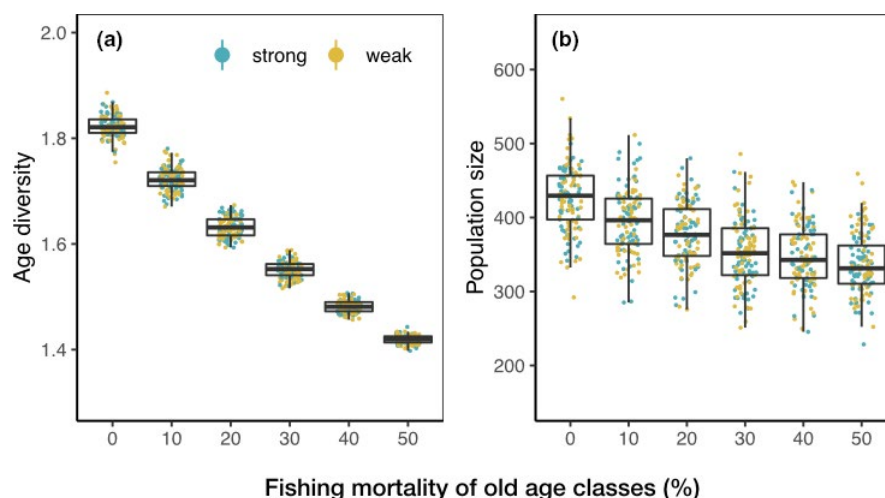 (a)
strong weak
2.0
1.8
1.6
1.4
Age diversity
0 10 20 30 40 50
(b)
600
500
400
300
200
Population size
0 10 20 30 40 50
Fishing mortality of old age classes (%)